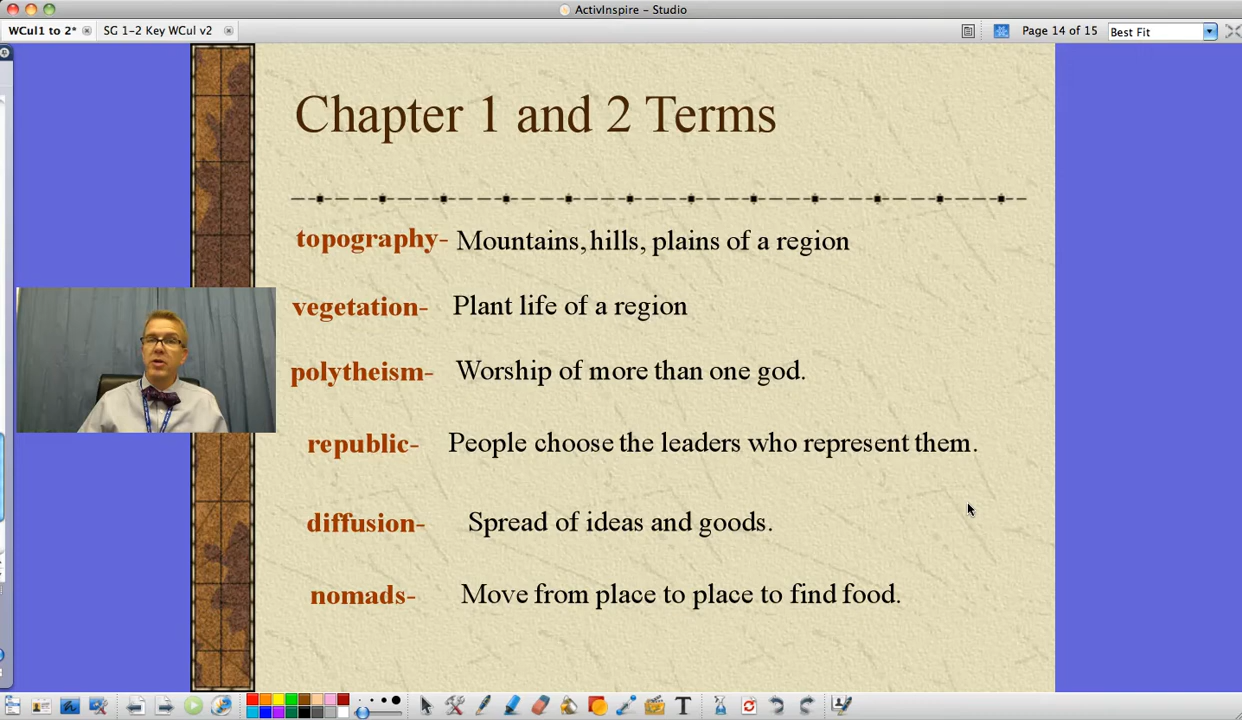 ActivInspire – Studio
WCul1 to 2*
SG 1-2 Key WCul v2
Page 14 of 15
Best Fit
Chapter 1 and 2 Terms
topography- Mountains, hills, plains of a region
vegetation- Plant life of a region
polytheism- Worship of more than one god.
republic- People choose the leaders who represent them.
diffusion- Spread of ideas and goods.
nomads- Move from place to place to find food.
T